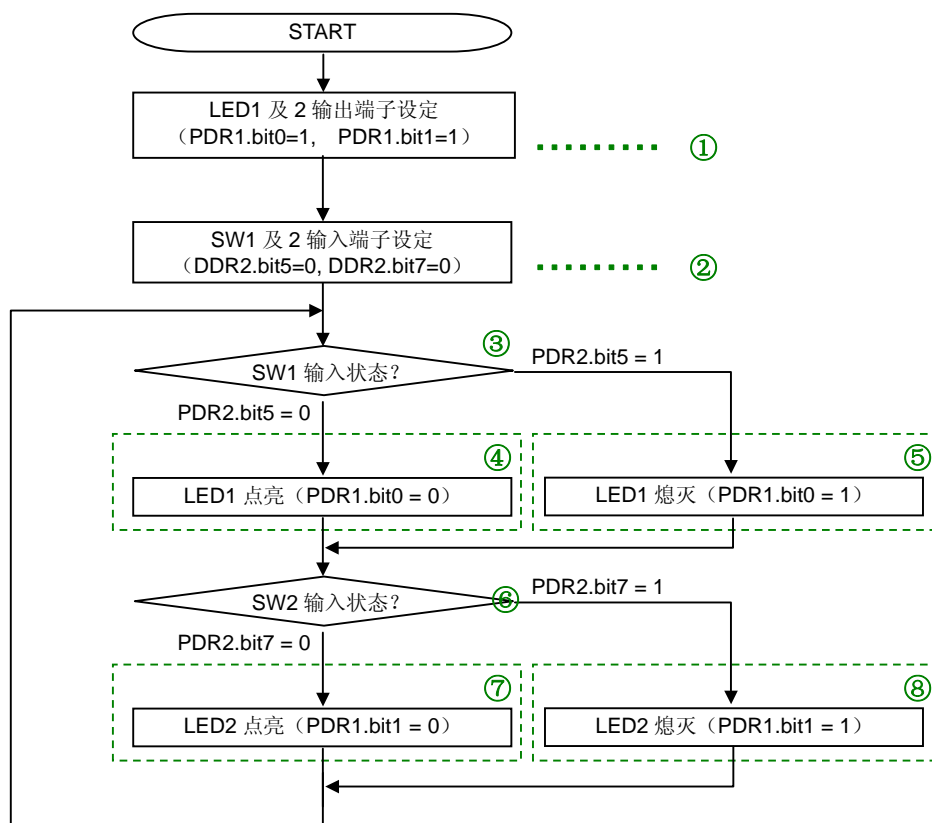 START
LED1 及 2 输出端子设定
（PDR1.bit0=1, PDR1.bit1=1）
①
SW1 及 2 输入端子设定
（DDR2.bit5=0, DDR2.bit7=0）
②
③
SW1 输入状态?
PDR2.bit5 = 1
PDR2.bit5 = 0
④
LED1 点亮（PDR1.bit0 = 0）
⑤
LED1 熄灭（PDR1.bit0 = 1）
SW2 输入状态?
⑥
PDR2.bit7 = 1
PDR2.bit7 = 0
⑦
LED2 点亮（PDR1.bit1 = 0）
⑧
LED2 熄灭（PDR1.bit1 = 1）